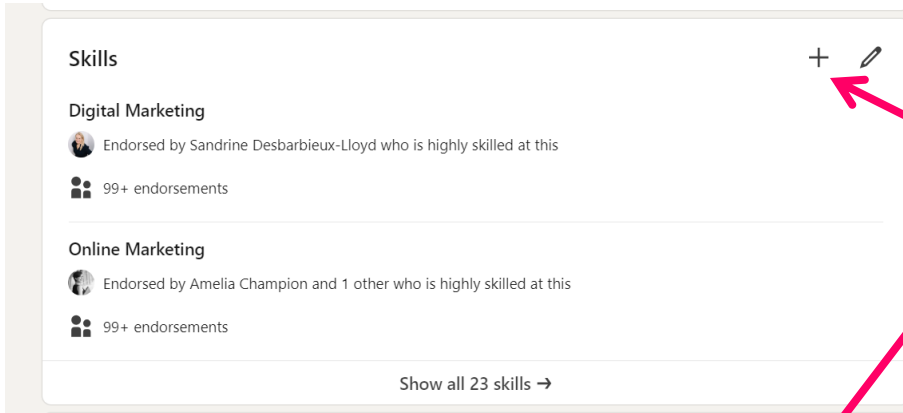 Skills
Digital Marketing
Endorsed by Sandrine Desbarbieux-Lloyd who is highly skilled at this
99+ endorsements
Online Marketing
Endorsed by Amelia Champion and 1 other who is highly skilled at this
99+ endorsements
Show all 23 skills →